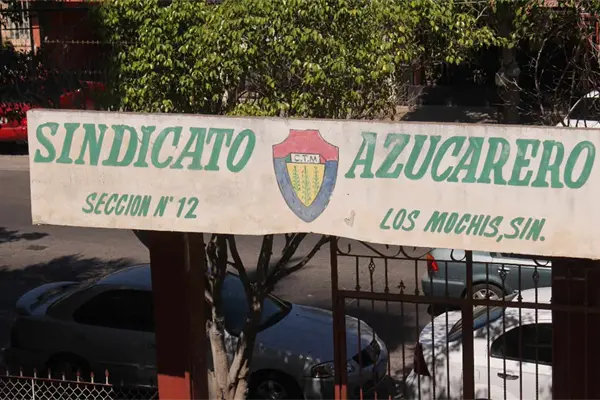 SINDICATO AZUCARERO
C.T.M
SECCION Nº 12
LOS MOCHIS, SIN.